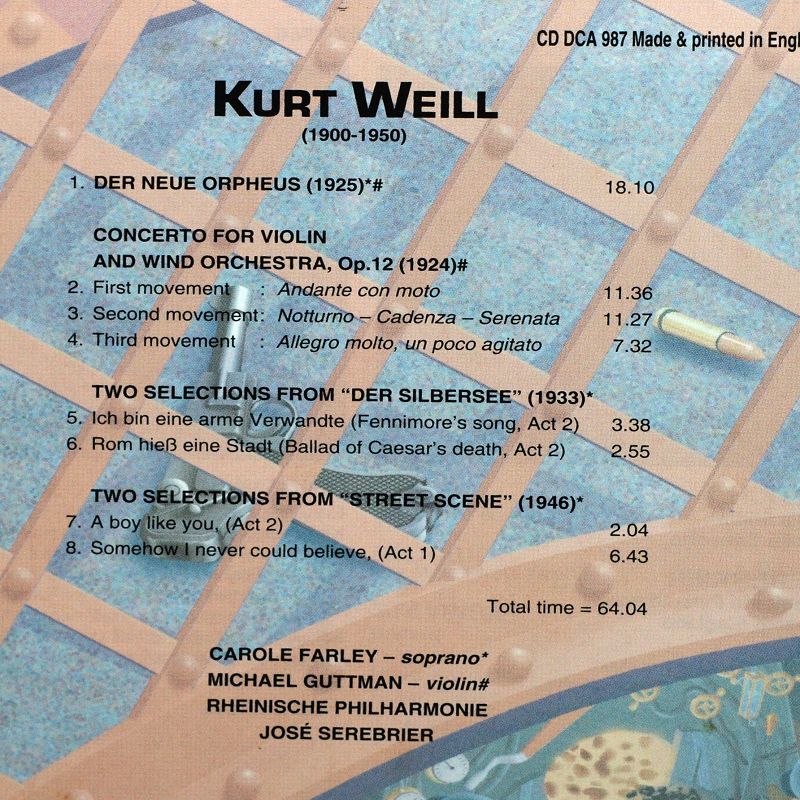 CD DCA 987 Made & printed in Engl
KURT WEILL
(1900-1950)
1. DER NEUE ORPHEUS (1925)*# 18.10
CONCERTO FOR VIOLIN
AND WIND ORCHESTRA, Op.12 (1924)#
2. First movement : Andante con moto 11.36
3. Second movement: Notturno – Cadenza – Serenata 11.27
4. Third movement : Allegro molto, un poco agitato 7.32
TWO SELECTIONS FROM “DER SILBERSEE” (1933)*
5. Ich bin eine arme Verwandte (Fennimore's song, Act 2) 3.38
6. Rom hieß eine Stadt (Ballad of Caesar's death, Act 2) 2.55
TWO SELECTIONS FROM “STREET SCENE” (1946)*
7. A boy like you, (Act 2) 2.04
8. Somehow I never could believe, (Act 1) 6.43
Total time = 64.04
CAROLE FARLEY – soprano*
MICHAEL GUTTMAN – violin#
RHEINISCHE PHILHARMONIE
JOSÉ SEREBRIER